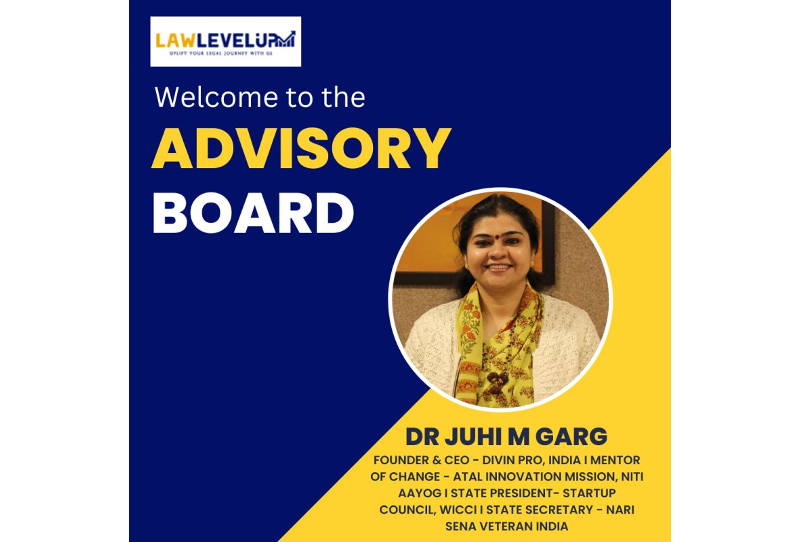 LAWLEVELUP
UPLIFT YOUR LEGAL JOURNEY WITH US
Welcome to the
ADVISORY
BOARD
DR JUHI M GARG
FOUNDER & CEO - DIVIN PRO, INDIA I MENTOR
OF CHANGE - ATAL INNOVATION MISSION, NITI
AAYOG I STATE PRESIDENT- STARTUP
COUNCIL, WICCI I STATE SECRETARY - NARI
SENA VETERAN INDIA